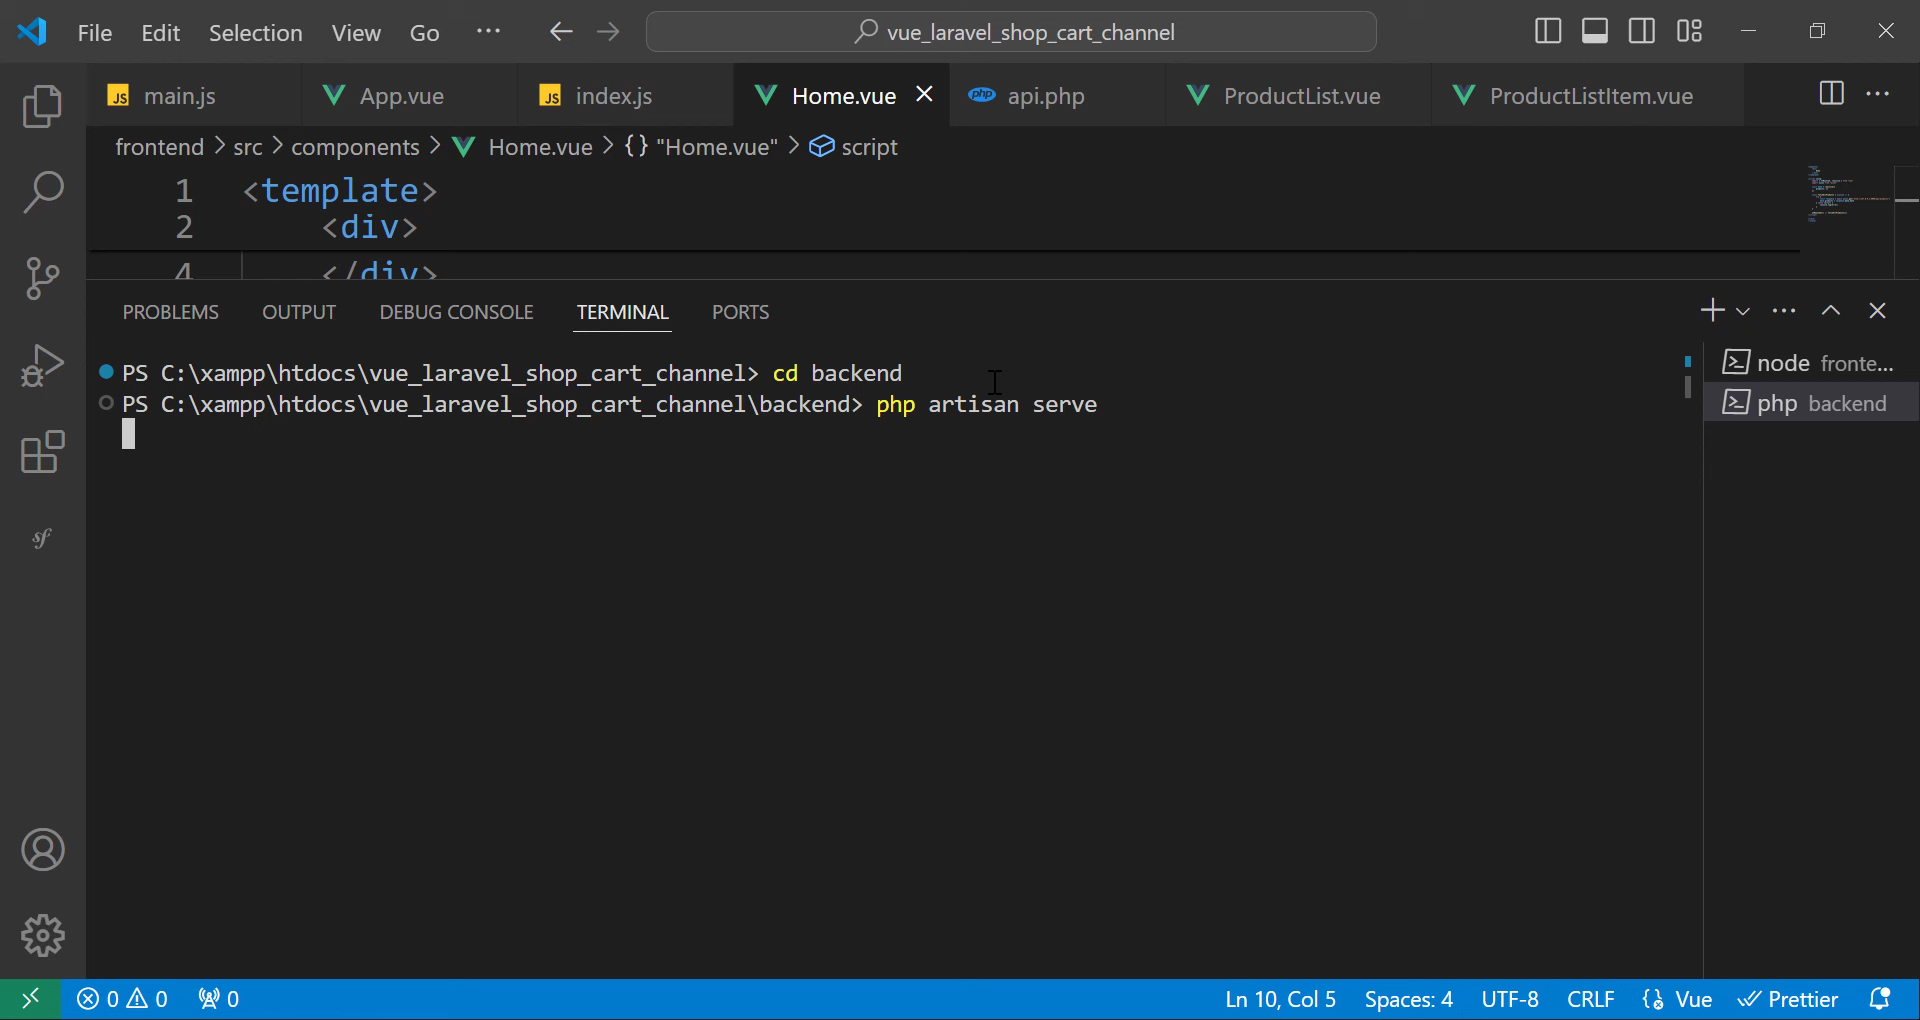 File Edit Selection View Go ··· vue_laravel_shop_cart_channel
main.js App.vue index.js Home.vue api.php ProductList.vue ProductListItem.vue
frontend > src > components > Home.vue > {} "Home.vue" > script
1 <template>
2 <div>
4 </div>
PROBLEMS OUTPUT DEBUG CONSOLE TERMINAL PORTS
PS C:\xampp\htdocs\vue_laravel_shop_cart_channel> cd backend
PS C:\xampp\htdocs\vue_laravel_shop_cart_channel\backend> php artisan serve
node fronte...
php backend
0 0 0 Ln 10, Col 5 Spaces: 4 UTF-8 CRLF Vue Prettier